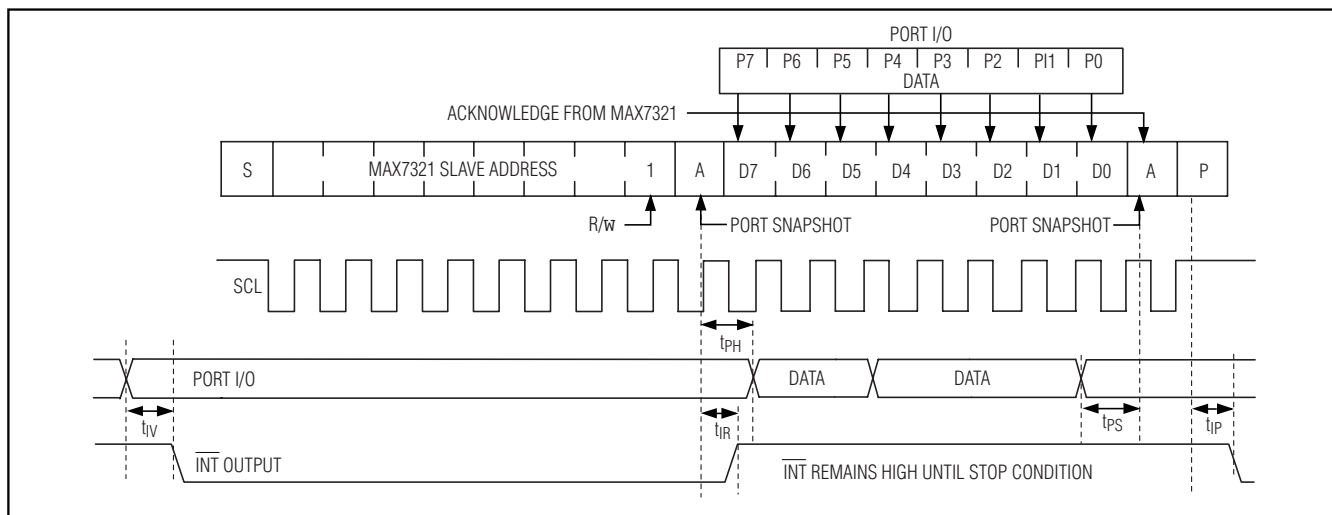 PORT I/O
P7 P6 P5 P4 P3 P2 PI1 P0
DATA
ACKNOWLEDGE FROM MAX7321
S MAX7321 SLAVE ADDRESS 1 A D7 D6 D5 D4 D3 D2 D1 D0 A P
R/W PORT SNAPSHOT PORT SNAPSHOT
SCL
tPH
PORT I/O DATA DATA
tIV tIR tPS tIP
INT OUTPUT INT REMAINS HIGH UNTIL STOP CONDITION